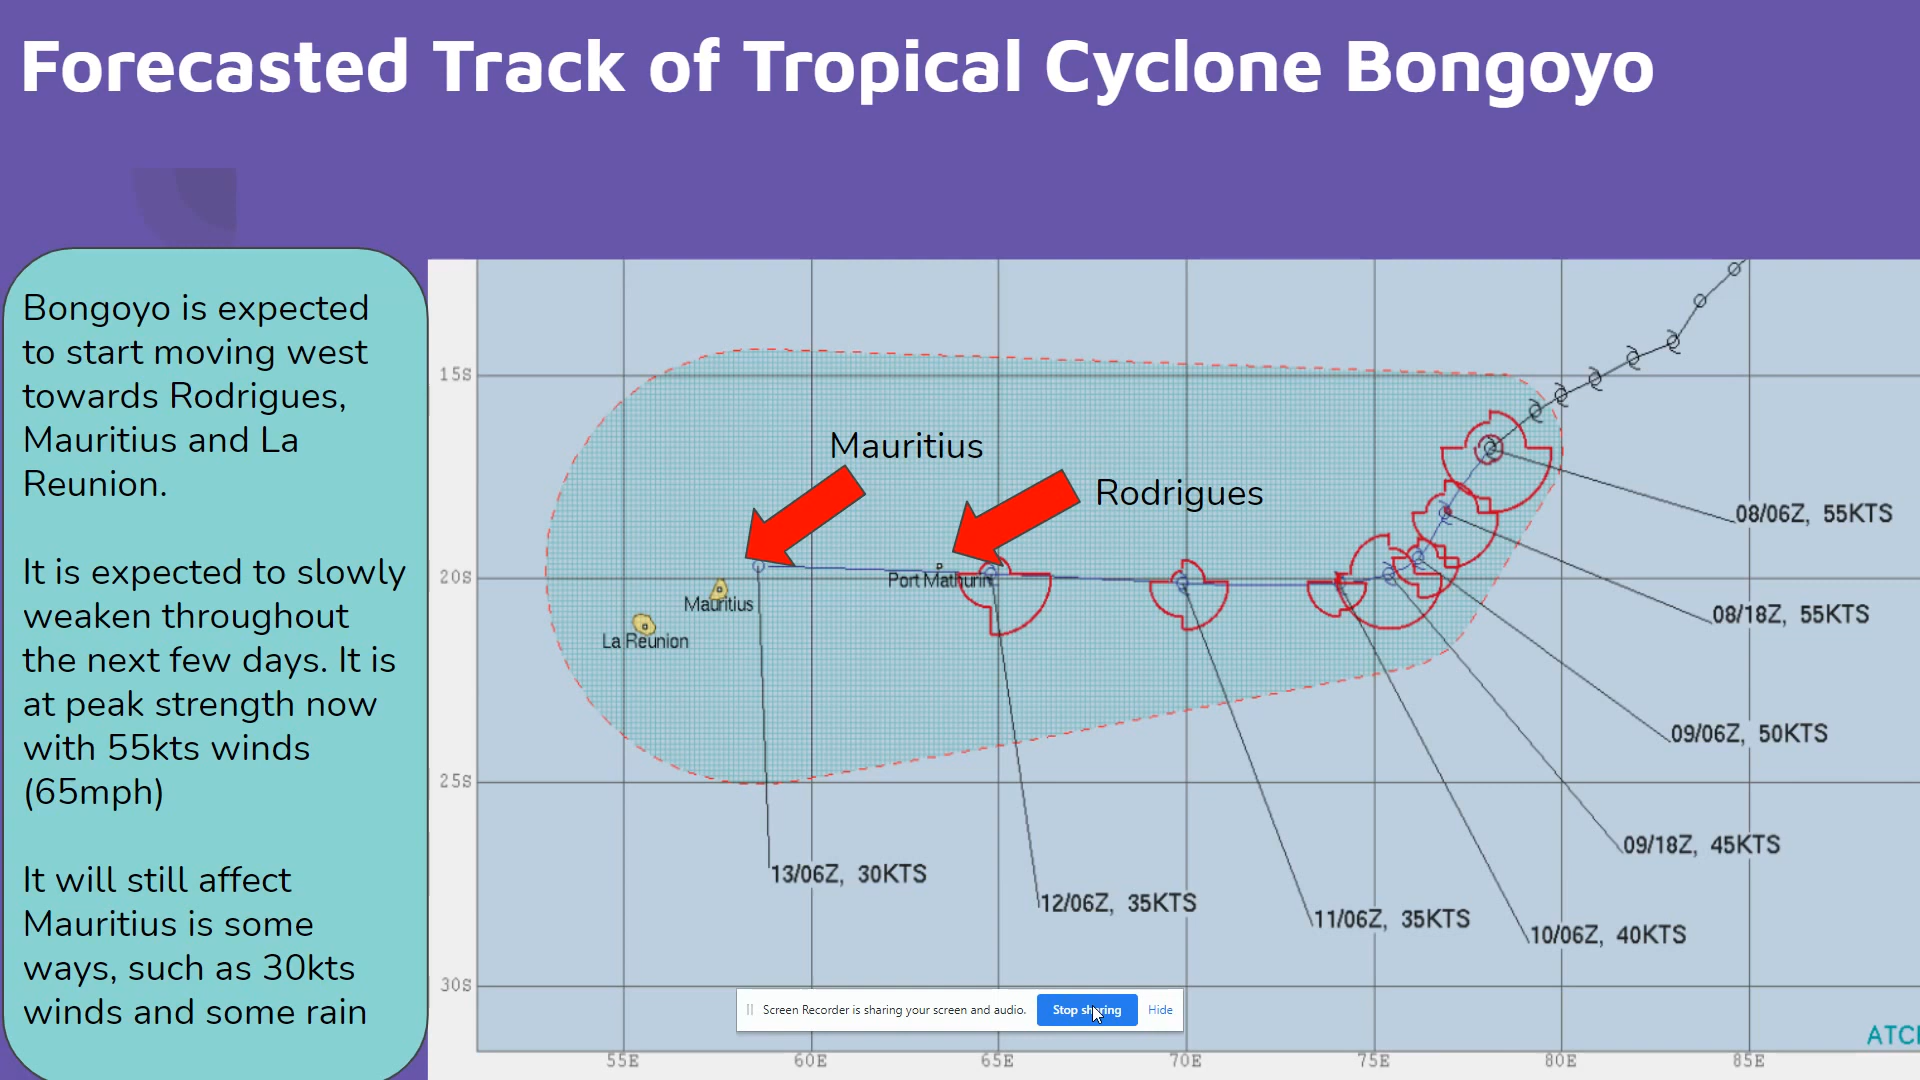 Forecasted Track of Tropical Cyclone Bongoyo
Bongoyo is expected
to start moving west
towards Rodrigues,
Mauritius and La
Reunion.
It is expected to slowly
weaken throughout
the next few days. It is
at peak strength now
with 55kts winds
(65mph)
It will still affect
Mauritius is some
ways, such as 30kts
winds and some rain
15S
20S
25S
30S
Mauritius
Rodrigues
Port Mathurin
Mauritius
La Reunion
08/06Z, 55KTS
08/18Z, 55KTS
09/06Z, 50KTS
09/18Z, 45KTS
10/06Z, 40KTS
11/06Z, 35KTS
12/06Z, 35KTS
13/06Z, 30KTS
Screen Recorder is sharing your screen and audio. Stop sharing Hide
55E 60E 65E 70E 75E 80E 85E